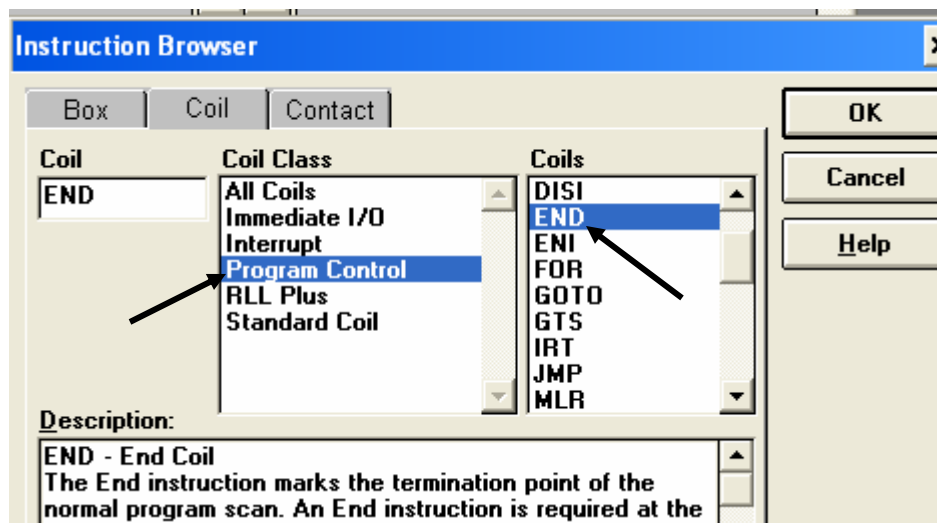 Instruction Browser
Box
Coil
Contact
OK
Cancel
Help
Coil
END
Coil Class
All Coils
Immediate I/O
Interrupt
Program Control
RLL Plus
Standard Coil
Coils
DISI
END
ENI
FOR
GOTO
GTS
IRT
JMP
MLR
Description:
END - End Coil
The End instruction marks the termination point of the
normal program scan. An End instruction is required at the